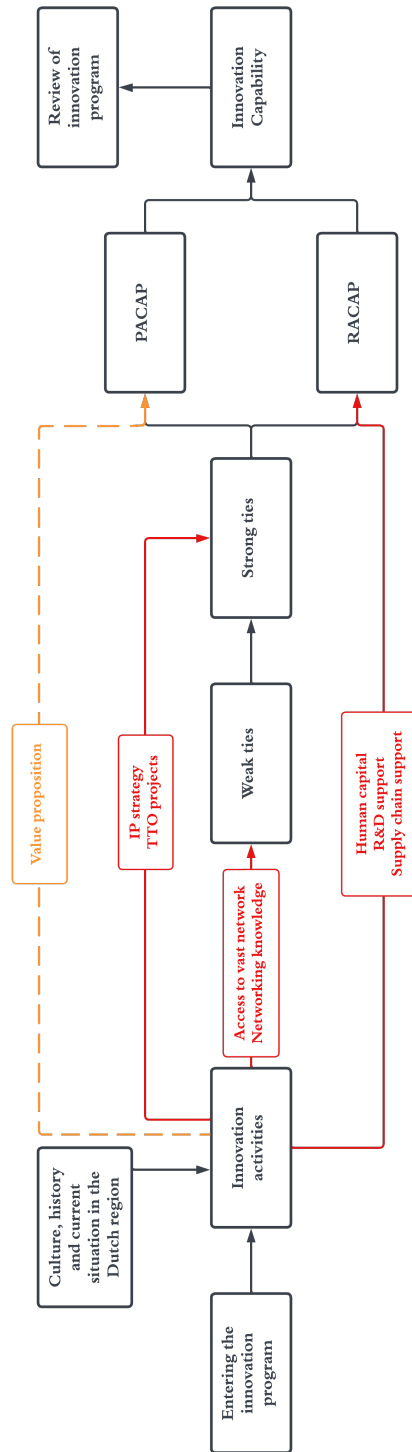 Entering the
innovation
program
Culture, history
and current
situation in the
Dutch region
Innovation
activities
Value proposition
IP strategy
TTO projects
Access to vast network
Networking knowledge
Human capital
R&D support
Supply chain support
Weak ties
Strong ties
PACAP
RACAP
Innovation
Capability
Review of
innovation
program